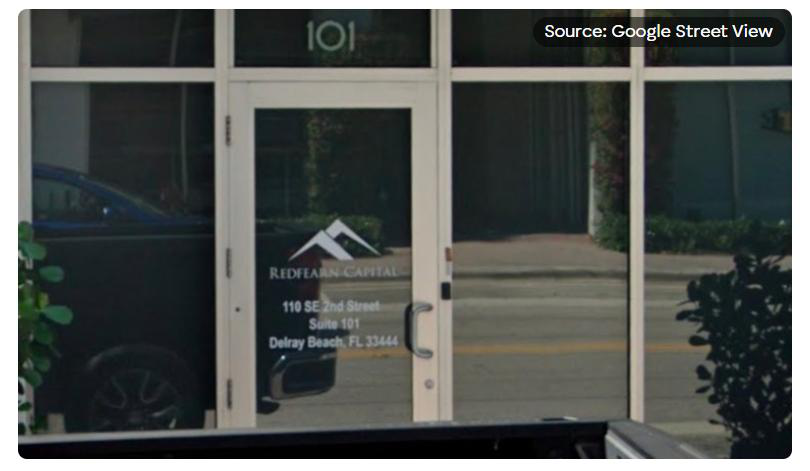 Source: Google Street View
101
REDFEARN CAPITAL
110 SE 2nd Street
Suite 101
Delray Beach, FL 33444